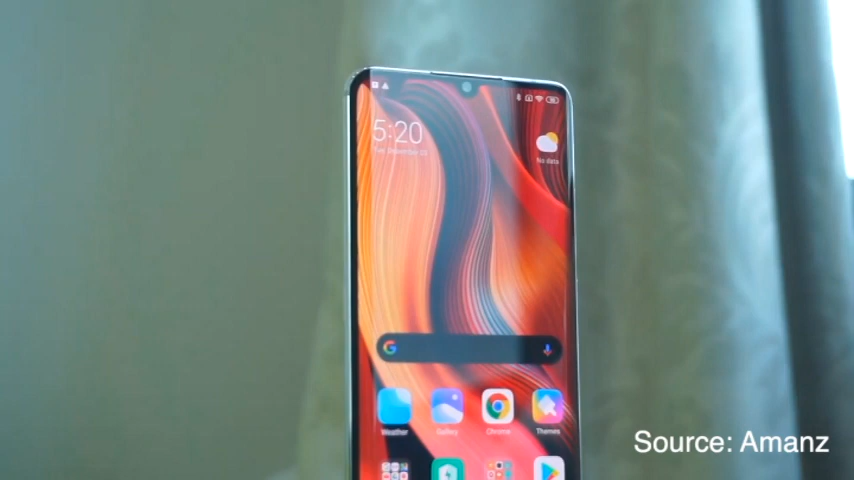 5:20
No data
Weather
Gallery
Chrome
Themes
Source: Amanz